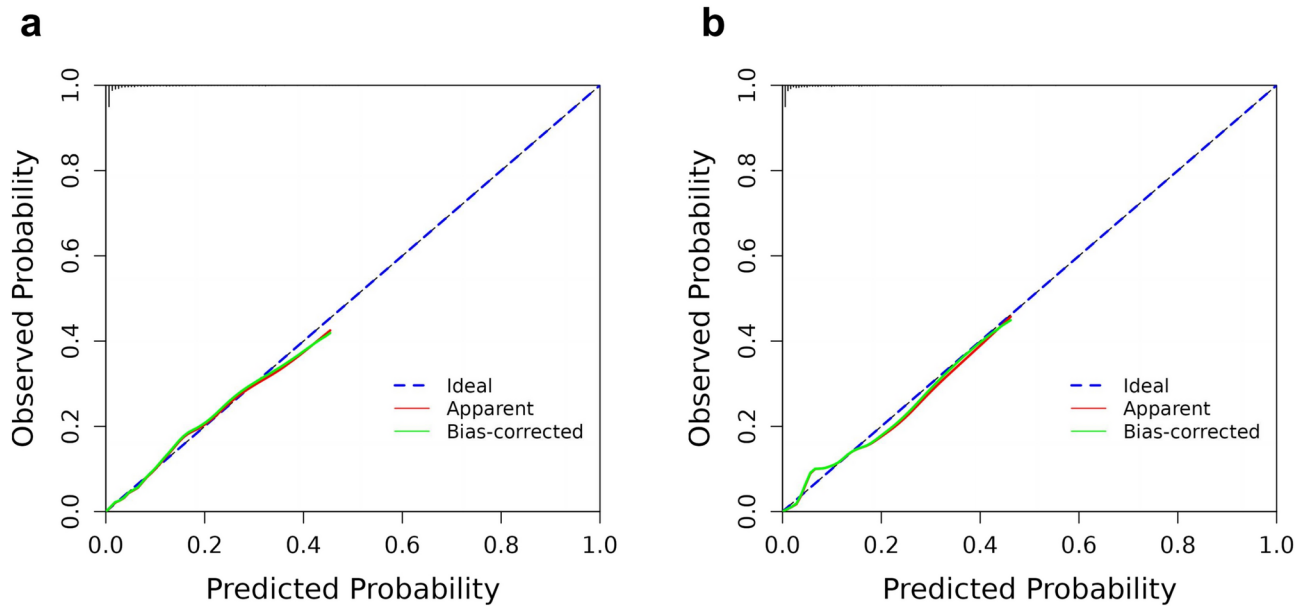 a
1.0
0.8
0.6
0.4
0.2
0.0
Observed Probability
Ideal
Apparent
Bias-corrected
0.0 0.2 0.4 0.6 0.8 1.0
Predicted Probability
b
1.0
0.8
0.6
0.4
0.2
0.0
Observed Probability
Ideal
Apparent
Bias-corrected
0.0 0.2 0.4 0.6 0.8 1.0
Predicted Probability